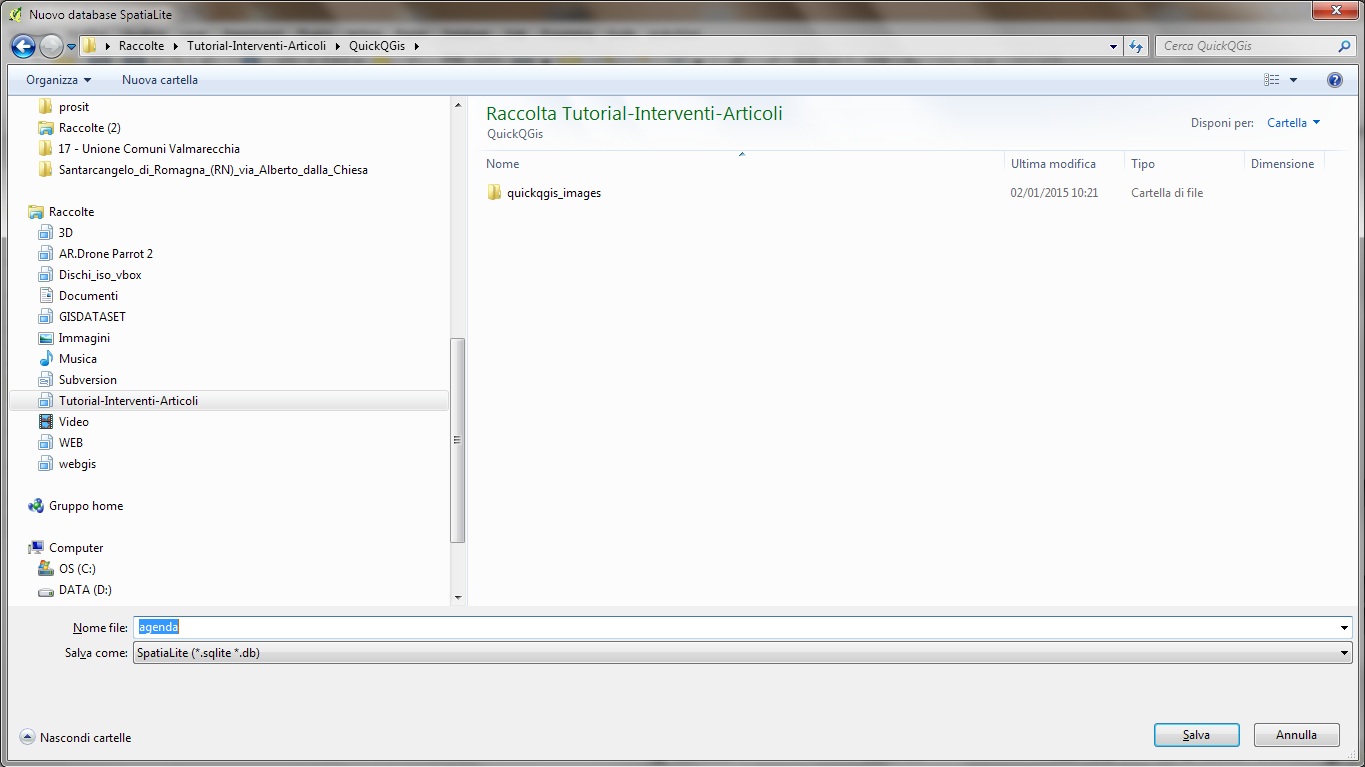 Nuovo database SpatiaLite
Raccolte Tutorial-Interventi-Articoli QuickQGis
Cerca QuickQGis
Organizza Nuova cartella
prosit
Raccolte (2)
17 - Unione Comuni Valmarecchia
Santarcangelo_di_Romagna_(RN)_via_Alberto_dalla_Chiesa
Raccolte
3D
AR.Drone Parrot 2
Dischi_iso_vbox
Documenti
GISDATASET
Immagini
Musica
Subversion
Tutorial-Interventi-Articoli
Video
WEB
webgis
Gruppo home
Computer
OS (C:)
DATA (D:)
Raccolta Tutorial-Interventi-Articoli
QuickQGis
Disponi per: Cartella
Nome Ultima modifica Tipo Dimensione
quickqgis_images 02/01/2015 10:21 Cartella di file
Nome file: agenda
Salva come: SpatiaLite (*.sqlite *.db)
Nascondi cartelle
Salva Annulla